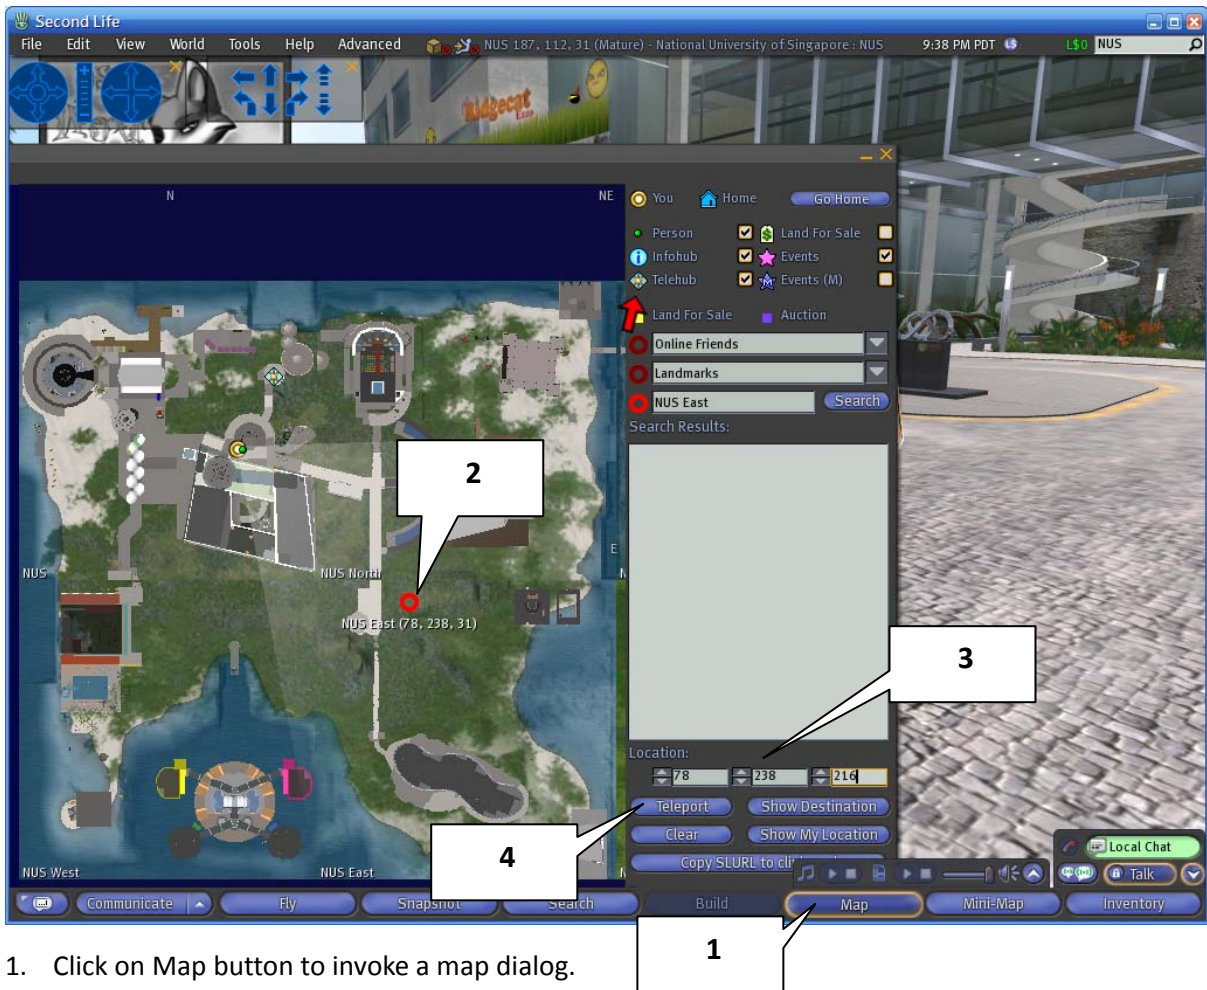 Second Life
File Edit View World Tools Help Advanced NUS 187, 112, 31 (Mature) - National University of Singapore : NUS 9:38 PM PDT L$ L$0 NUS
Ridgecat
N NE
You Home Go Home
Person Land For Sale
Infohub Events
Telehub Events (M)
Land For Sale Auction
Online Friends
Landmarks
NUS East Search
Search Results:
2
E
NUS NUS North N
NUS East (78, 238, 31)
3
Location:
78 238 216
Teleport Show Destination
Clear Show My Location
4
Copy SLURL to cli
Local Chat
Talk
NUS West NUS East N
Communicate Fly Snapshot Search Build Map Mini-Map Inventory
1
1. Click on Map button to invoke a map dialog.